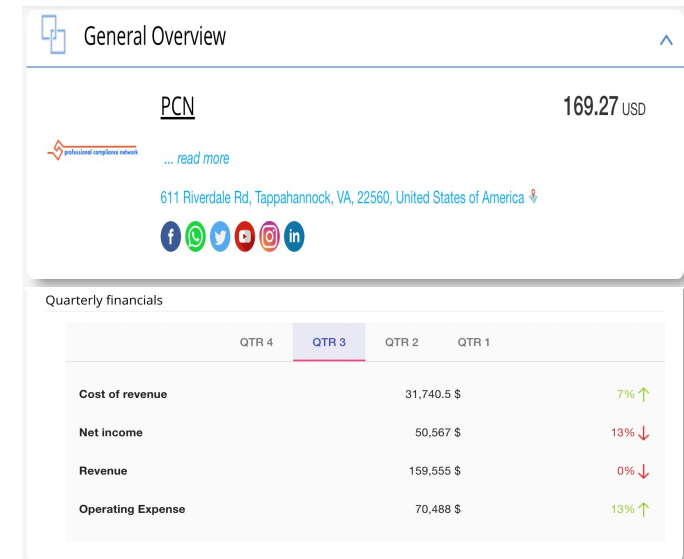 General Overview
PCN
169.27 USD
professional compliance network
... read more
611 Riverdale Rd, Tappahannock, VA, 22560, United States of America
f
in
Quarterly financials
QTR 4 QTR 3 QTR 2 QTR 1
Cost of revenue 31,740.5 $ 7%
Net income 50,567 $ 13%
Revenue 159,555 $ 0%
Operating Expense 70,488 $ 13%